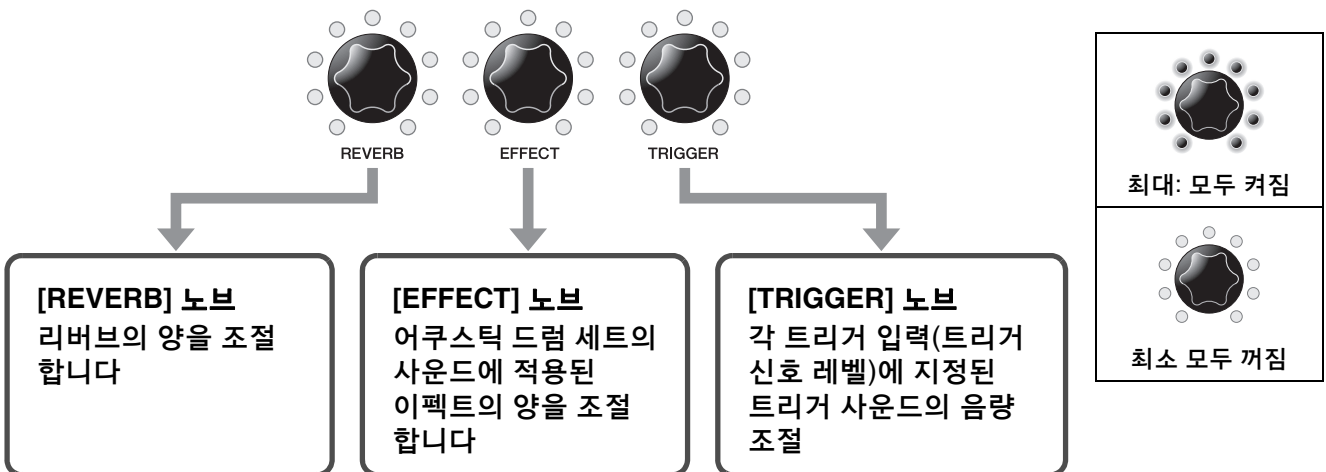 REVERB
EFFECT
TRIGGER
[REVERB] 노브
리버브의 양을 조절
합니다
[EFFECT] 노브
어쿠스틱 드럼 세트의
사운드에 적용된
이펙트의 양을 조절
합니다
[TRIGGER] 노브
각 트리거 입력(트리거
신호 레벨)에 지정된
트리거 사운드의 음량
조절
최대: 모두 켜짐
최소 모두 꺼짐